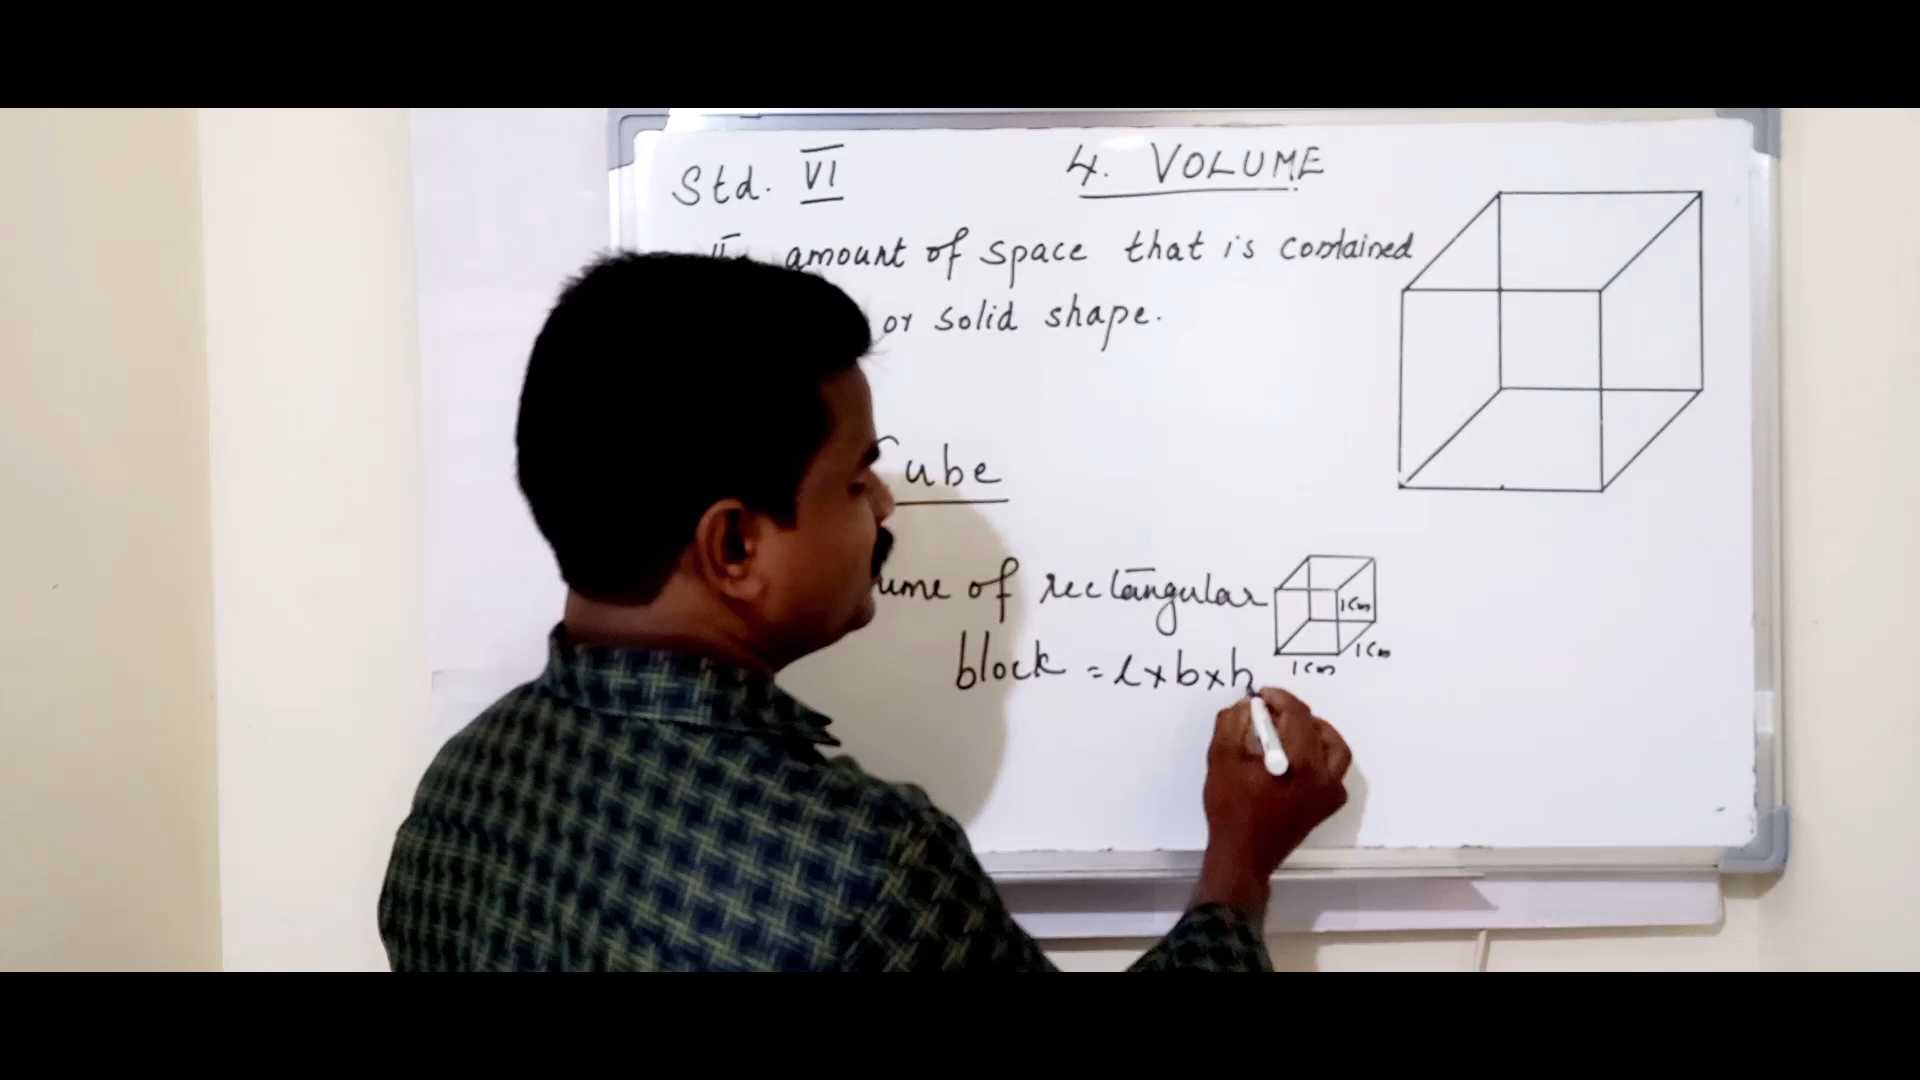 Std. VI
4. VOLUME
amount of space that is contained
or solid shape.
ube
ume of rectangular
block = l×b×h
1cm
1cm
1cm